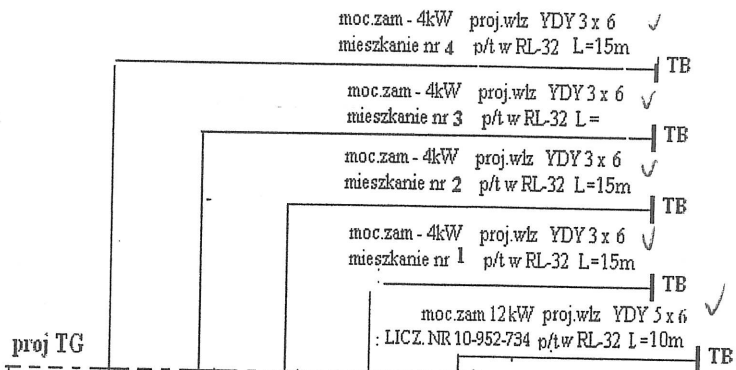 moc.zam - 4kW proj.wlz YDY 3 x 6
mieszkanie nr 4 p/t w RL-32 L=15m
TB
moc.zam - 4kW proj.wlz YDY 3 x 6
mieszkanie nr 3 p/t w RL-32 L=
TB
moc.zam - 4kW proj.wlz YDY 3 x 6
mieszkanie nr 2 p/t w RL-32 L=15m
TB
moc.zam - 4kW proj.wlz YDY 3 x 6
mieszkanie nr 1 p/t w RL-32 L=15m
TB
moc.zam 12kW proj.wlz YDY 5 x 6
: LICZ. NR 10-952-734 p/t w RL-32 L=10m
TB
proj TG